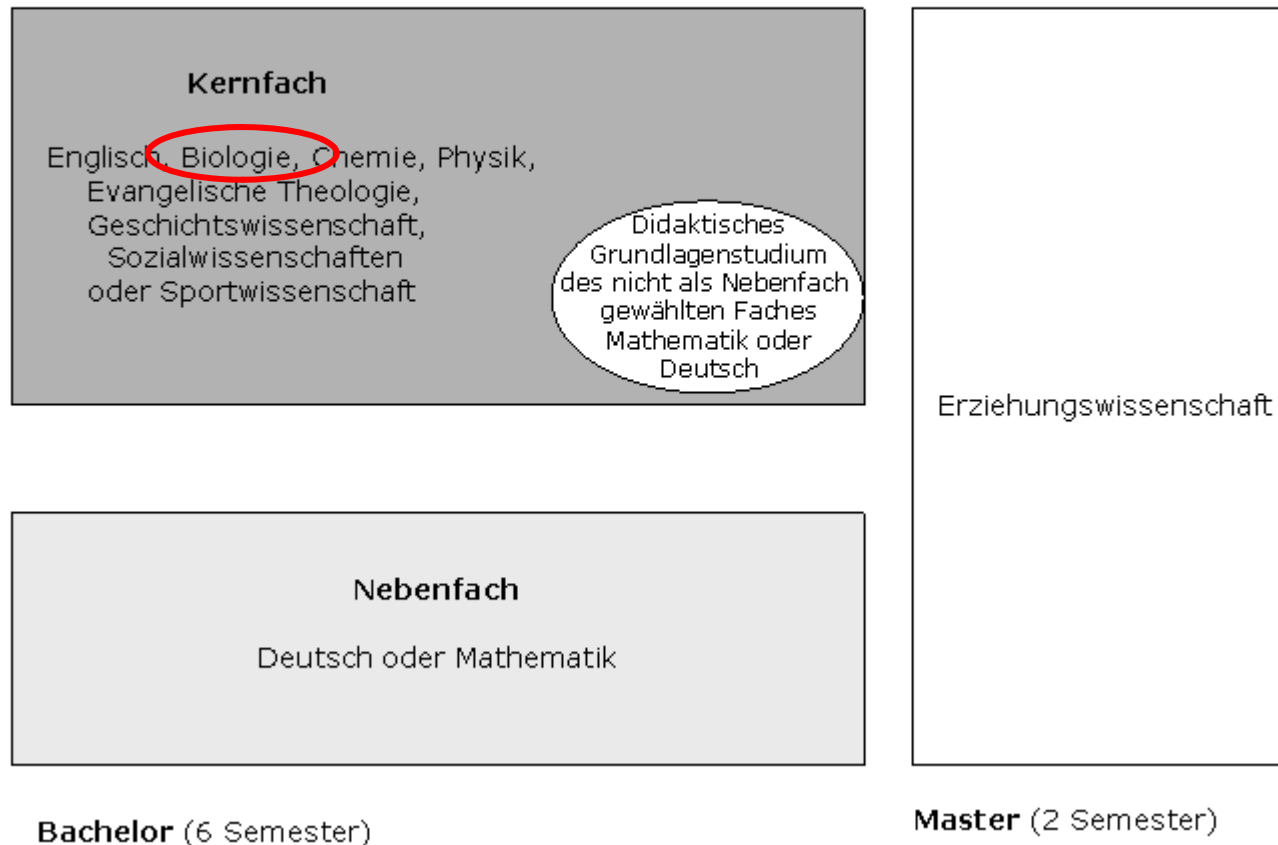 Kernfach
Englisch, Biologie, Chemie, Physik,
Evangelische Theologie,
Geschichtswissenschaft,
Sozialwissenschaften
oder Sportwissenschaft
Didaktisches
Grundlagenstudium
des nicht als Nebenfach
gewählten Faches
Mathematik oder
Deutsch
Nebenfach
Deutsch oder Mathematik
Bachelor (6 Semester)
Erziehungswissenschaft
Master (2 Semester)